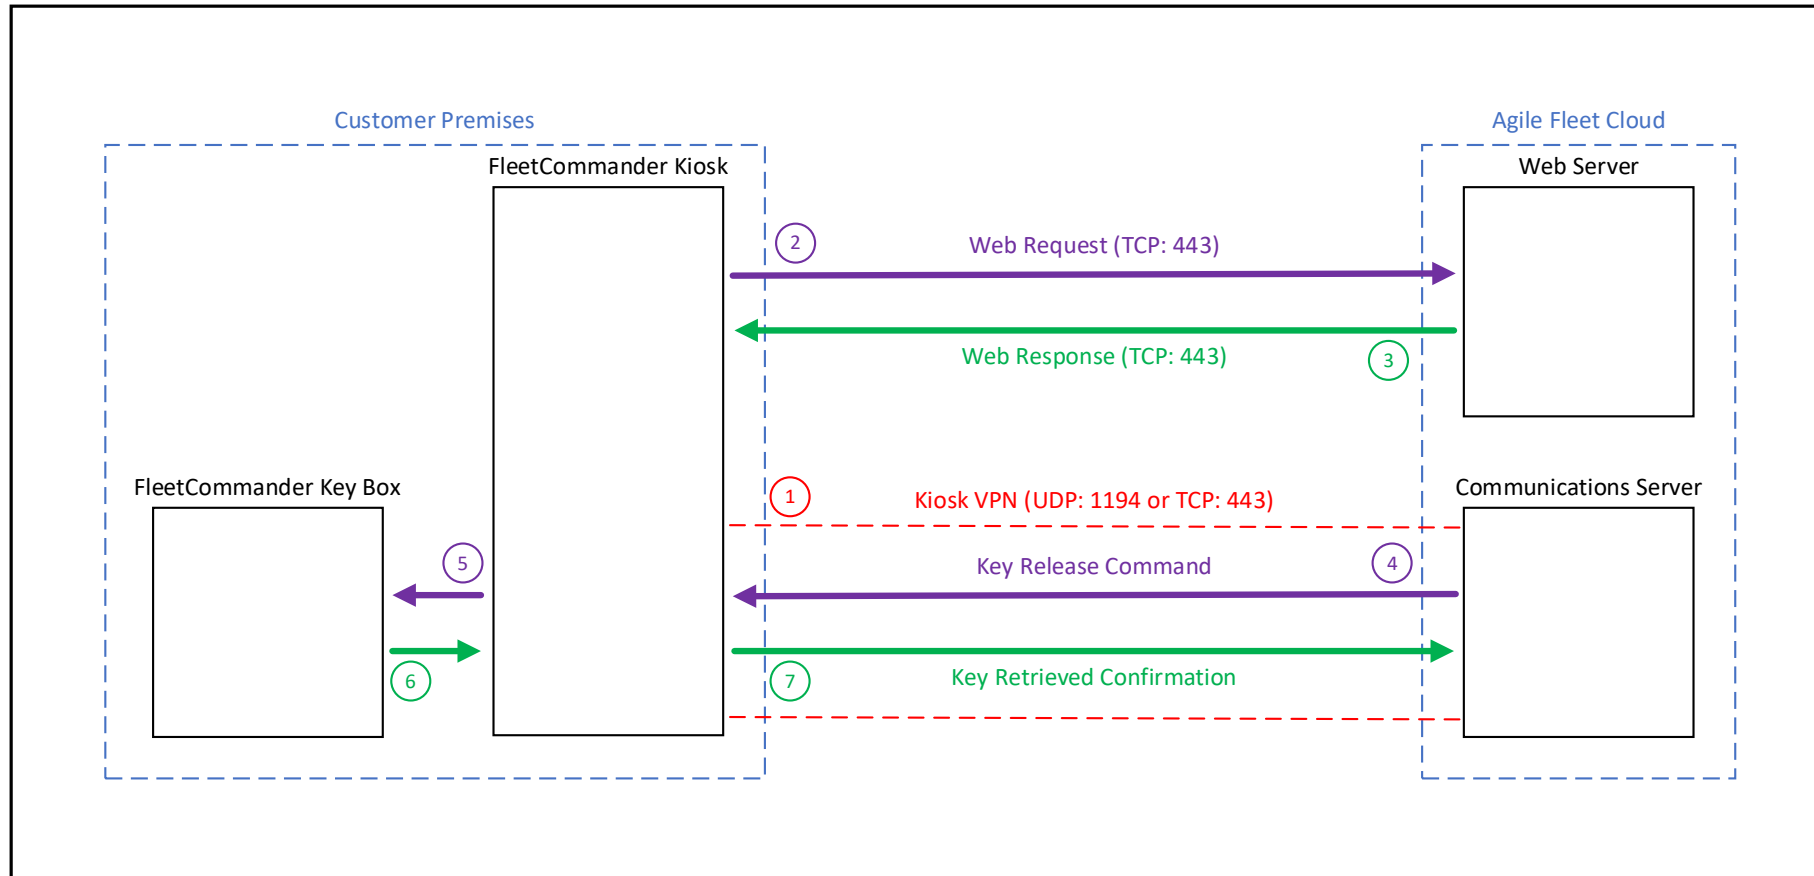 Customer Premises
Agile Fleet Cloud
FleetCommander Kiosk
Web Server
2
Web Request (TCP: 443)
Web Response (TCP: 443)
3
FleetCommander Key Box
1
Kiosk VPN (UDP: 1194 or TCP: 443)
Communications Server
5
Key Release Command
4
6
7
Key Retrieved Confirmation